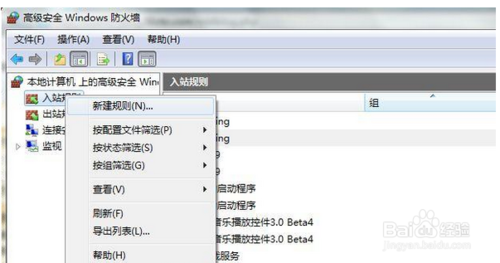 高级安全 Windows 防火墙
文件(F) 操作(A) 查看(V) 帮助(H)
本地计算机 上的高级安全 Win
入站规则
入站规则
新建规则(N)...
组
出站规
ing
按配置文件筛选(P)
连接安
ing
按状态筛选(S)
监视
9
按组筛选(G)
9
查看(V)
启动程序
启动程序
刷新(F)
音乐播放控件3.0 Beta4
导出列表(L)...
音乐播放控件3.0 Beta4
帮助(H)
服务
Baidu 经验
jingyan.baidu.com